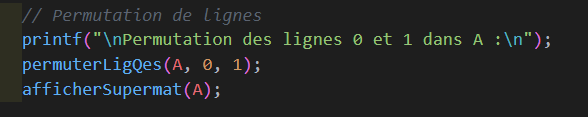 // Permutation de lignes
printf("\nPermutation des lignes 0 et 1 dans A :\n");
permuterLigQes(A, 0, 1);
afficherSupermat(A);